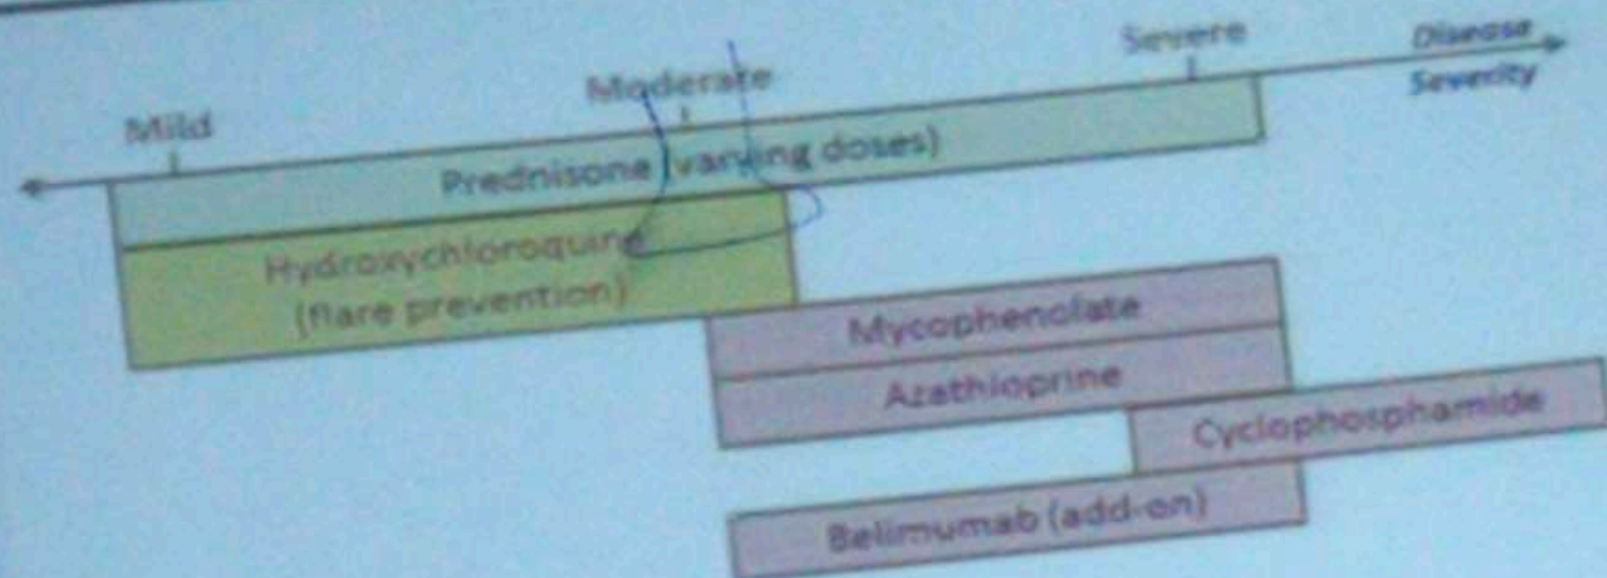 Disease
Severity
Severe
Moderate
Mild
Prednisone (varying doses)
Hydroxychloroquine
(flare prevention)
Mycophenolate
Azathioprine
Cyclophosphamide
Belimumab (add-on)